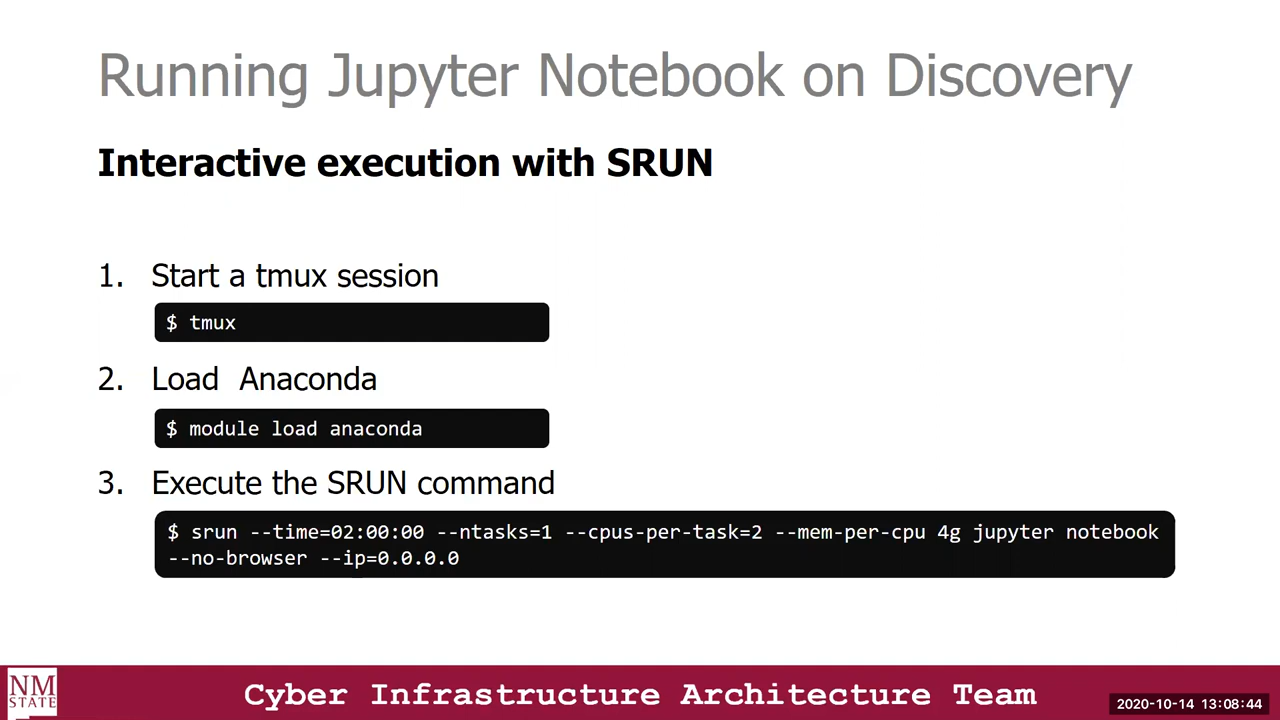 Running Jupyter Notebook on Discovery
Interactive execution with SRUN
1. Start a tmux session
$ tmux
2. Load Anaconda
$ module load anaconda
3. Execute the SRUN command
$ srun --time=02:00:00 --ntasks=1 --cpus-per-task=2 --mem-per-cpu 4g jupyter notebook
--no-browser --ip=0.0.0.0
NM
STATE
Cyber Infrastructure Architecture Team
2020-10-14 13:08:44